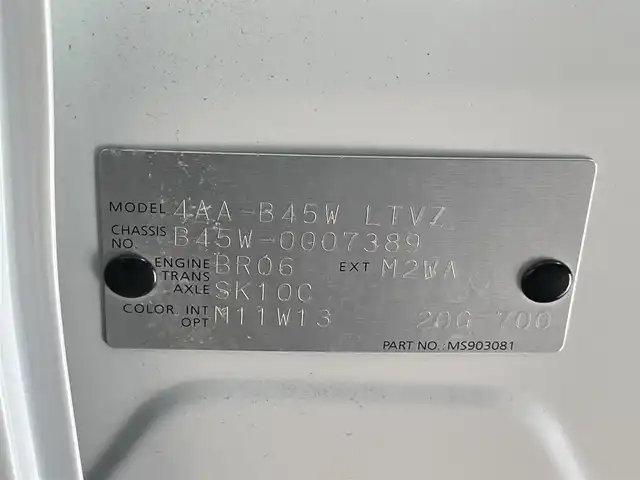 MODEL 4AA-B45W LTVZ
CHASSIS NO. B45W-0007389
ENGINE BR06 EXT M2WA
TRANS AXLE SK10C
COLOR. INT OPT M11W13 20G 700
PART NO.: MS903081